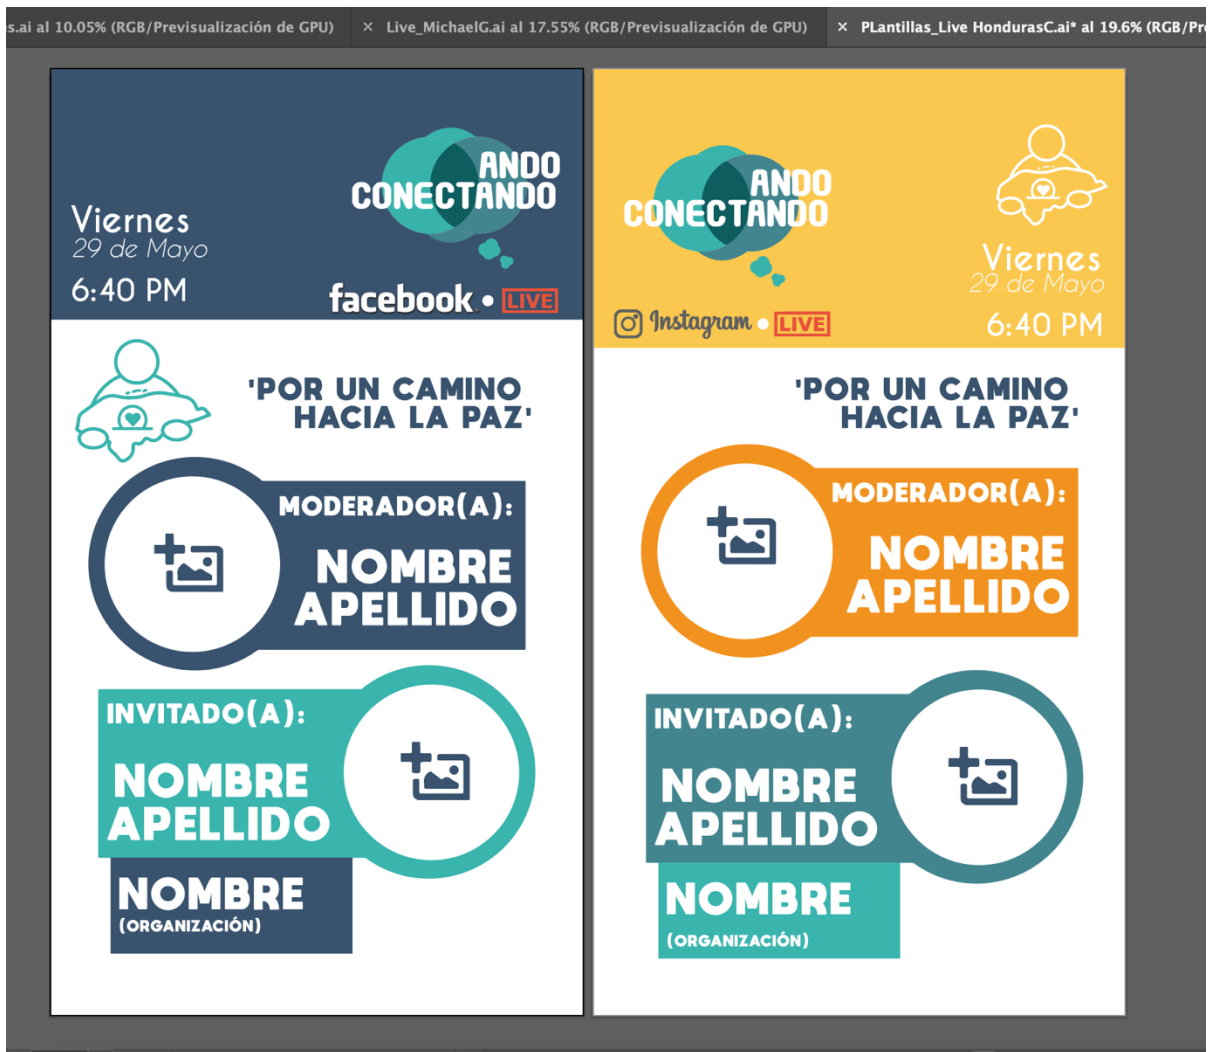 s.ai al 10.05% (RGB/Previsualización de GPU)
× Live_MichaelG.ai al 17.55% (RGB/Previsualización de GPU)
× PLantillas_Live HondurasC.ai* al 19.6% (RGB/Pr
ANDO
CONECTANDO
Viernes
29 de Mayo
6:40 PM
facebook • LIVE
'POR UN CAMINO
HACIA LA PAZ'
MODERADOR(A):
NOMBRE
APELLIDO
INVITADO(A):
NOMBRE
APELLIDO
NOMBRE
(ORGANIZACIÓN)
ANDO
CONECTANDO
Viernes
29 de Mayo
6:40 PM
Instagram • LIVE
'POR UN CAMINO
HACIA LA PAZ'
MODERADOR(A):
NOMBRE
APELLIDO
INVITADO(A):
NOMBRE
APELLIDO
NOMBRE
(ORGANIZACIÓN)